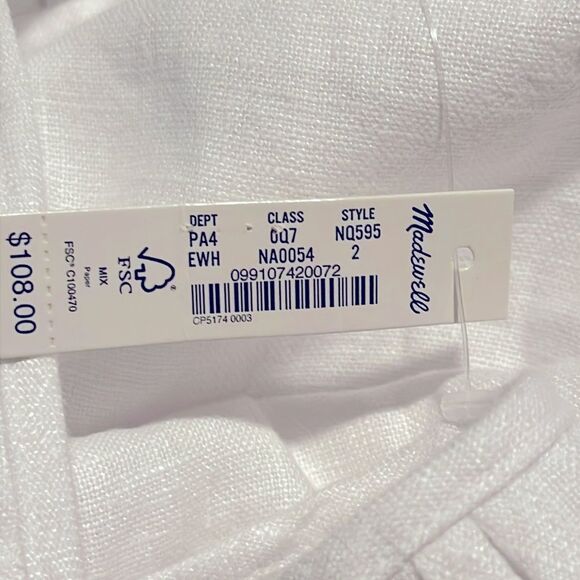 DEPT CLASS STYLE
PA4 0Q7 NQ595
EWH NA0054 2
099107420072
CP5174 0003
Madewell
FSC ®
MIX
Paper
FSC® C100470
$108.00